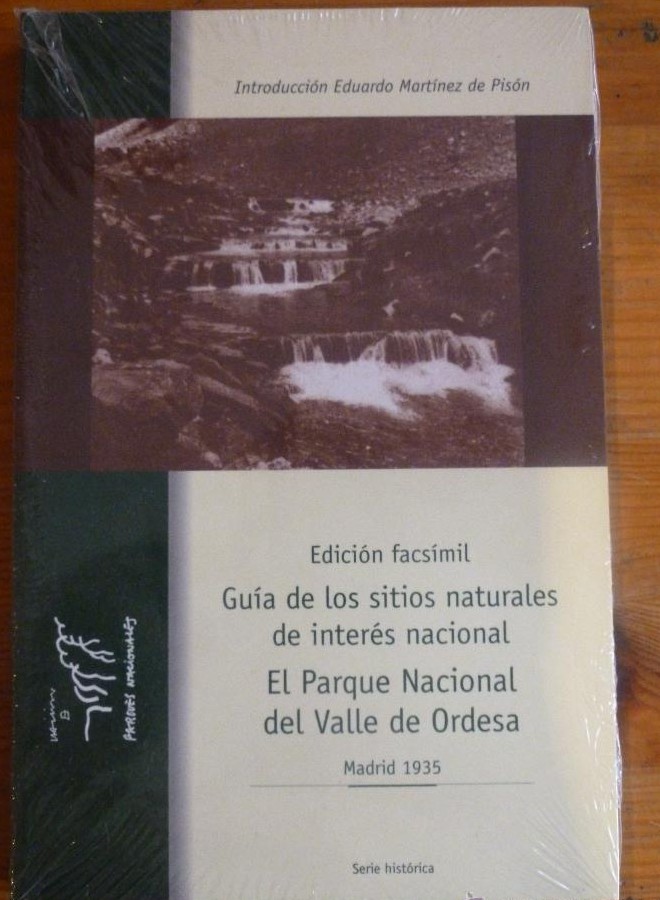 Introducción Eduardo Martínez de Pisón
Edición facsímil
Guía de los sitios naturales
de interés nacional
El Parque Nacional
del Valle de Ordesa
Madrid 1935
PARQUES NACIONALES
Serie histórica